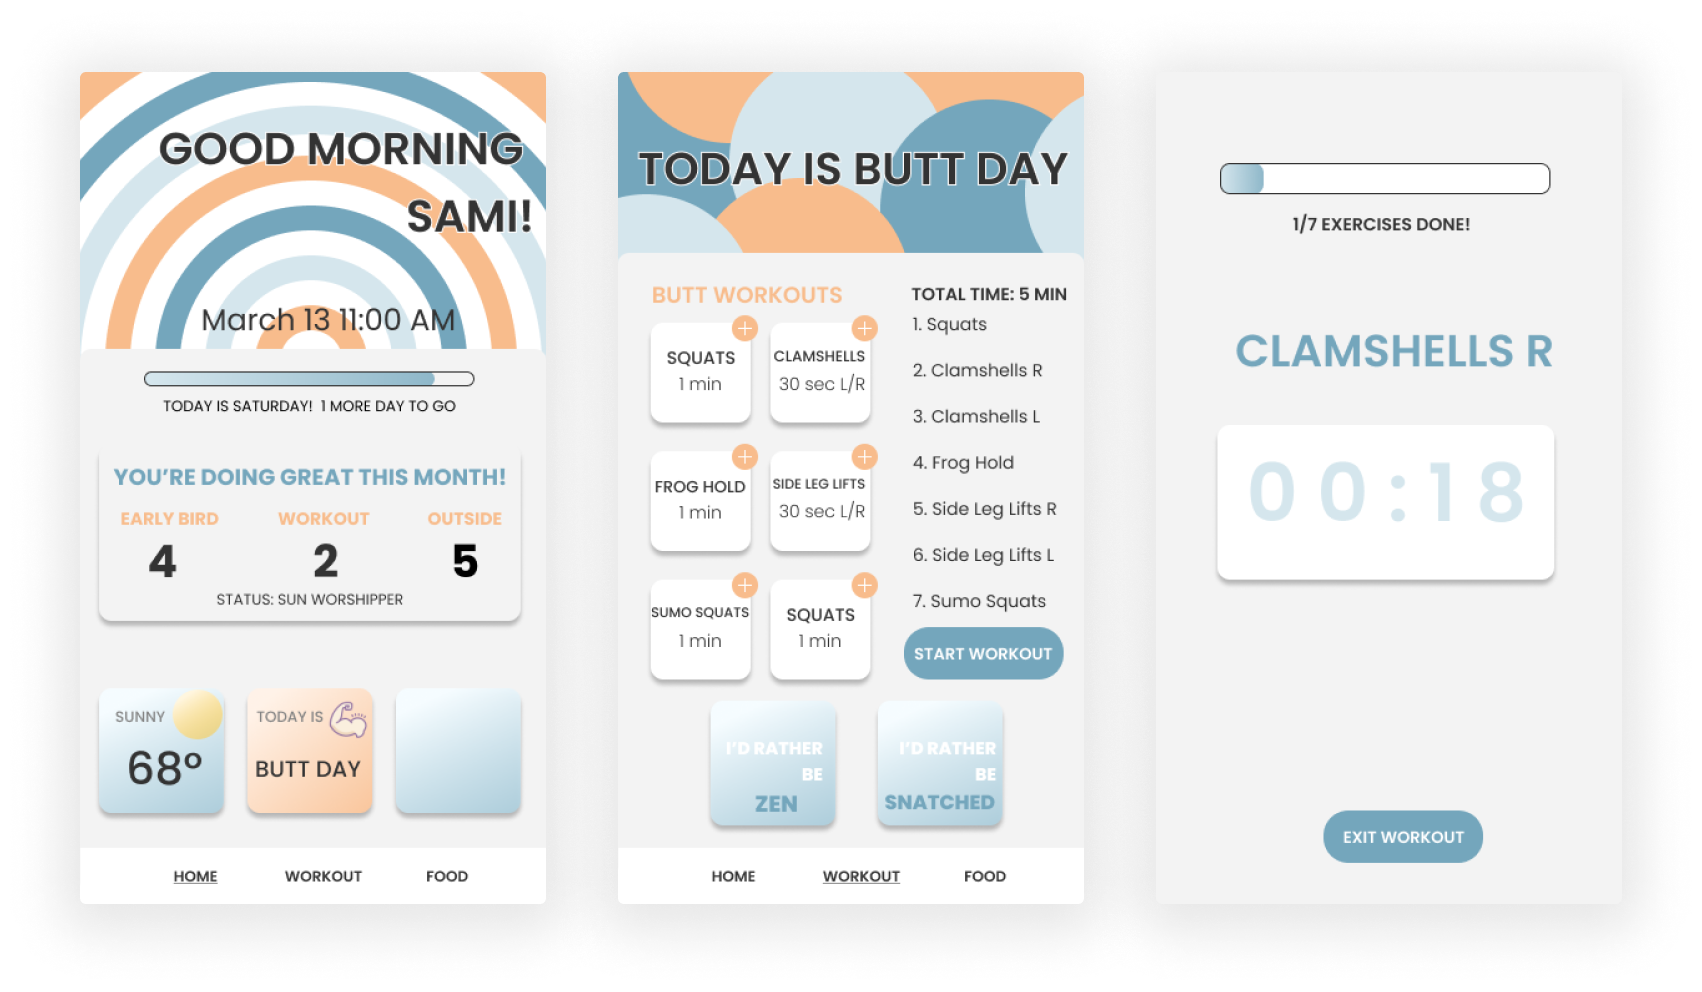 GOOD MORNING
SAMI!
March 13 11:00 AM
TODAY IS SATURDAY!  1 MORE DAY TO GO
YOU'RE DOING GREAT THIS MONTH!
EARLY BIRD WORKOUT OUTSIDE
4 2 5
STATUS: SUN WORSHIPPER
SUNNY
68°
TODAY IS
BUTT DAY
HOME WORKOUT FOOD
TODAY IS BUTT DAY
BUTT WORKOUTS
SQUATS
1 min
CLAMSHELLS
30 sec L/R
FROG HOLD
1 min
SIDE LEG LIFTS
30 sec L/R
SUMO SQUATS
1 min
SQUATS
1 min
TOTAL TIME: 5 MIN
1. Squats
2. Clamshells R
3. Clamshells L
4. Frog Hold
5. Side Leg Lifts R
6. Side Leg Lifts L
7. Sumo Squats
START WORKOUT
I'D RATHER
BE
ZEN
I'D RATHER
BE
SNATCHED
HOME WORKOUT FOOD
1/7 EXERCISES DONE!
CLAMSHELLS R
00:18
EXIT WORKOUT